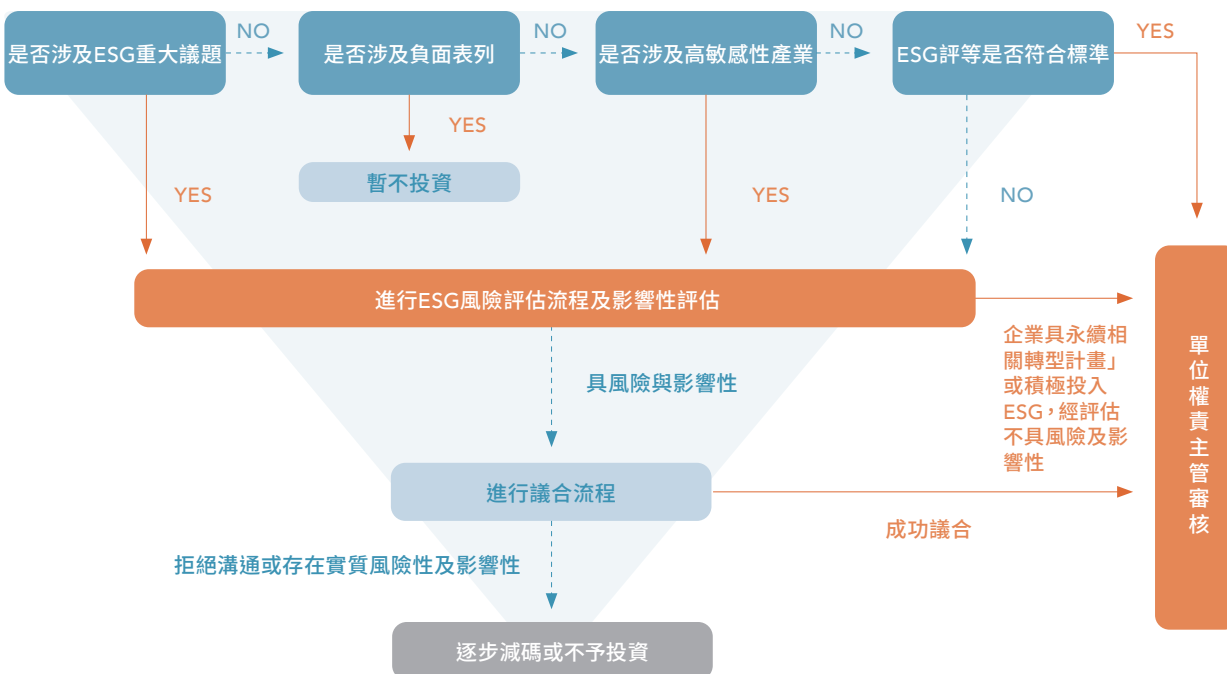 是否涉及ESG重大議題
NO
是否涉及負面表列
NO
是否涉及高敏感性產業
NO
ESG評等是否符合標準
YES
YES
暫不投資
YES
YES
NO
進行ESG風險評估流程及影響性評估
具風險與影響性
企業具永續相
關轉型計畫」
或積極投入
ESG，經評估
不具風險及影
響性
單位權責主管審核
進行議合流程
成功議合
拒絕溝通或存在實質風險性及影響性
逐步減碼或不予投資